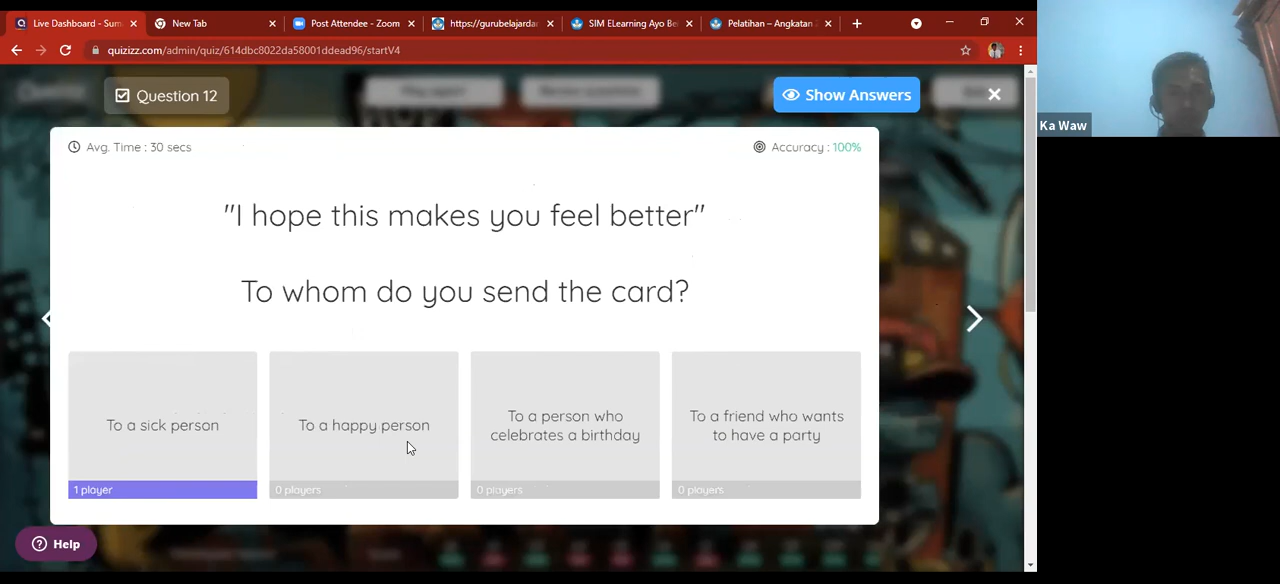 Live Dashboard - Sum
New Tab
Post Attendee - Zoom
https://gurubelajarda
SIM ELearning Ayo Be
Pelatihan – Angkatan
quizizz.com/admin/quiz/614dbc8022da58001ddead96/startV4
Question 12
Show Answers
Ka Waw
Avg. Time : 30 secs
Accuracy : 100%
"I hope this makes you feel better"
To whom do you send the card?
To a sick person
1 player
To a happy person
0 players
To a person who
celebrates a birthday
0 players
To a friend who wants
to have a party
0 players
Help